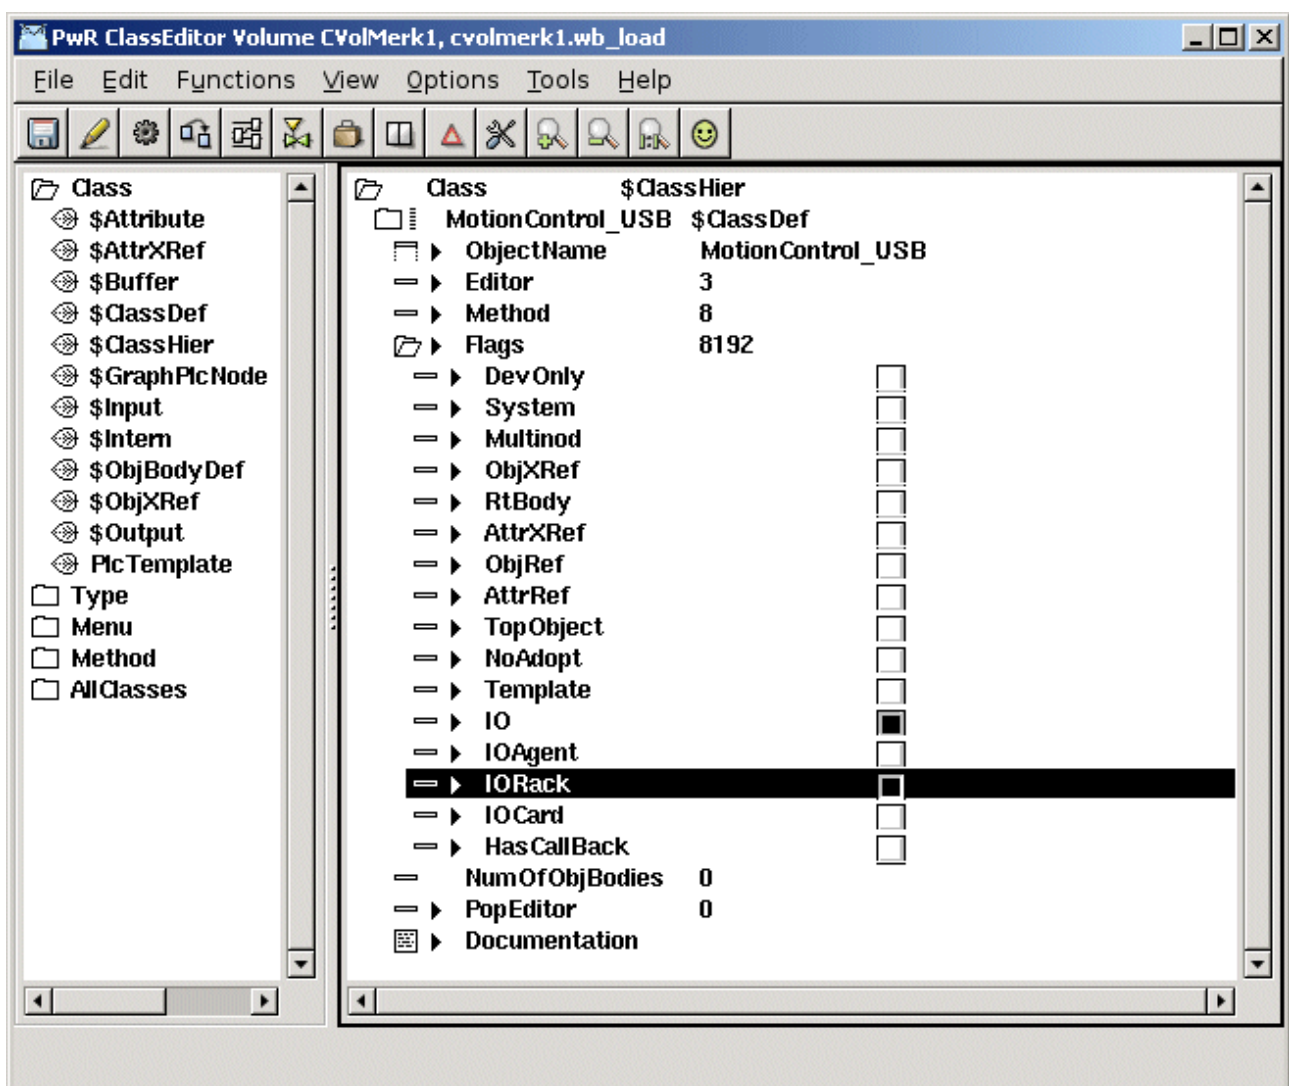 PwR ClassEditor Volume CVolMerk1, cvolmerk1.wb_load
File Edit Functions View Options Tools Help
Class
$Attribute
$AttrXRef
$Buffer
$ClassDef
$ClassHier
$GraphPlcNode
$Input
$Intern
$ObjBodyDef
$ObjXRef
$Output
PlcTemplate
Type
Menu
Method
AllClasses
Class $ClassHier
MotionControl_USB $ClassDef
ObjectName MotionControl_USB
Editor 3
Method 8
Flags 8192
DevOnly
System
Multinod
ObjXRef
RtBody
AttrXRef
ObjRef
AttrRef
TopObject
NoAdopt
Template
IO
IOAgent
IORack
IOCard
HasCallBack
NumOfObjBodies 0
PopEditor 0
Documentation